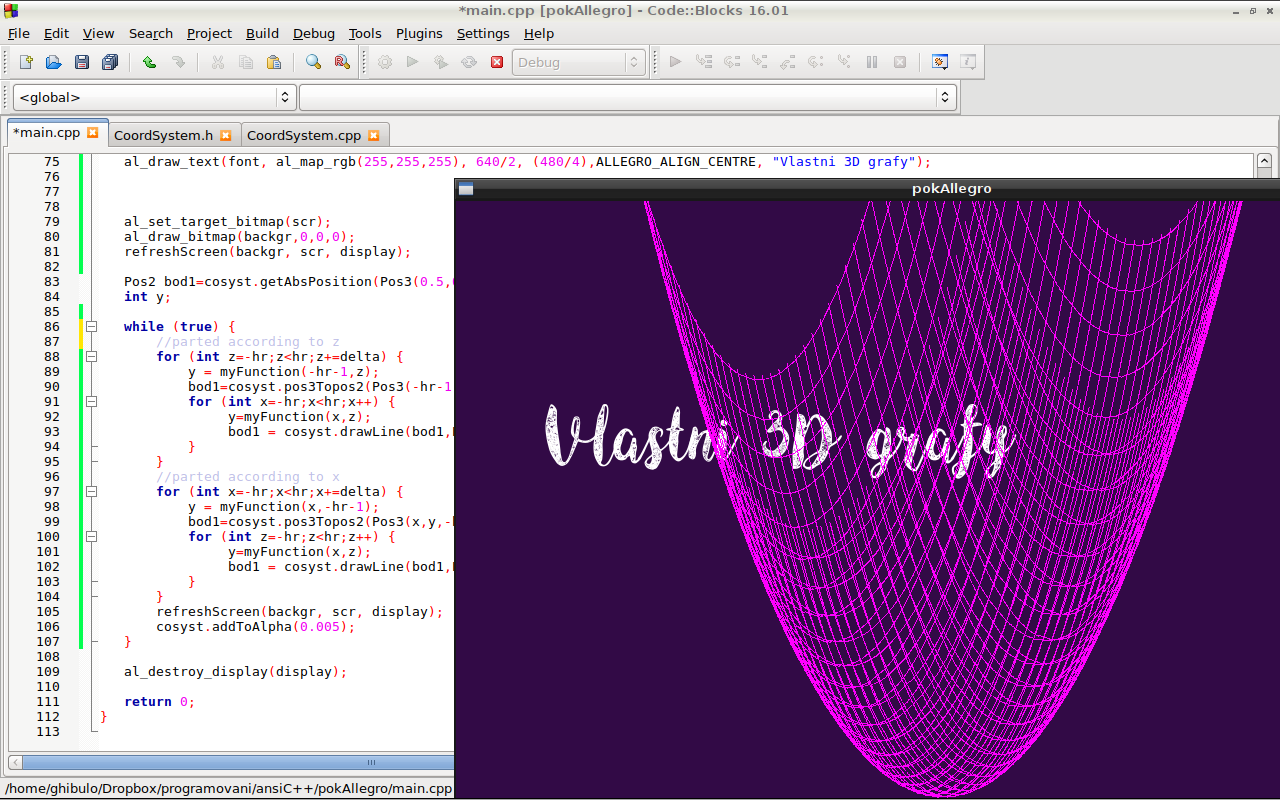 *main.cpp [pokAllegro] - Code::Blocks 16.01
File Edit View Search Project Build Debug Tools Plugins Settings Help
Debug
<global>
*main.cpp CoordSystem.h CoordSystem.cpp
75 al_draw_text(font, al_map_rgb(255,255,255), 640/2, (480/4),ALLEGRO_ALIGN_CENTRE, "Vlastni 3D grafy");
76
77
78
79 al_set_target_bitmap(scr);
80 al_draw_bitmap(backgr,0,0,0);
81 refreshScreen(backgr, scr, display);
82
83 Pos2 bod1=cosyst.getAbsPosition(Pos3(0.5,
84 int y;
85
86 while (true) {
87 //parted according to z
88 for (int z=-hr;z<hr;z+=delta) {
89 y = myFunction(-hr-1,z);
90 bod1=cosyst.pos3Topos2(Pos3(-hr-1
91 for (int x=-hr;x<hr;x++) {
92 y=myFunction(x,z);
93 bod1 = cosyst.drawLine(bod1,
94 }
95 }
96 //parted according to x
97 for (int x=-hr;x<hr;x+=delta) {
98 y = myFunction(x,-hr-1);
99 bod1=cosyst.pos3Topos2(Pos3(x,y,-
100 for (int z=-hr;z<hr;z++) {
101 y=myFunction(x,z);
102 bod1 = cosyst.drawLine(bod1,
103 }
104 }
105 refreshScreen(backgr, scr, display);
106 cosyst.addToAlpha(0.005);
107 }
108
109 al_destroy_display(display);
110
111 return 0;
112 }
113
/home/ghibulo/Dropbox/programovani/ansiC++/pokAllegro/main.cpp
pokAllegro
Vlastni 3D grafy